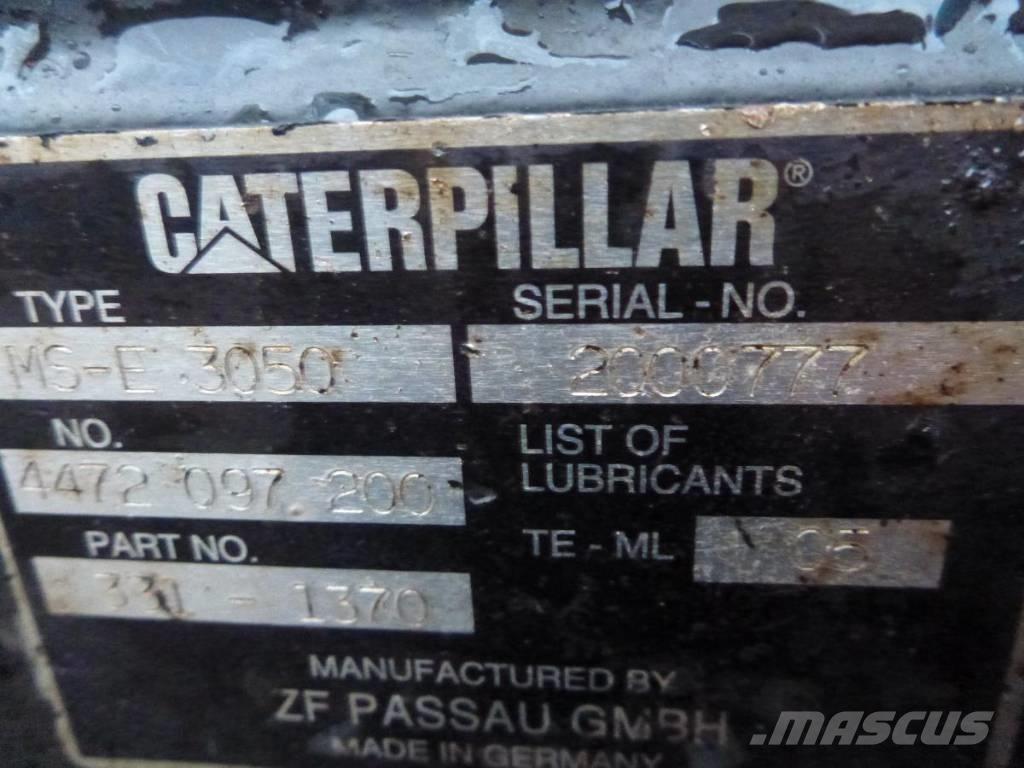 CATERPILLAR®
TYPE
SERIAL - NO.
MS-E 3050
2000777
NO.
LIST OF
LUBRICANTS
4472 097. 200
PART NO.
TE - ML
05
331 - 1370
MANUFACTURED BY
ZF PASSAU GMBH
MADE IN GERMANY
MASCUS